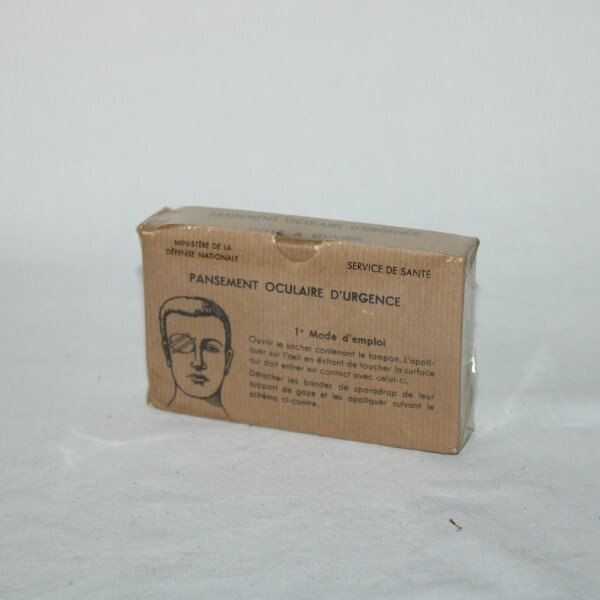 PANSEMENT OCULAIRE D'URGENCE
COTÉ A OUVRIR
MINISTÈRE DE LA
DÉFENSE NATIONALE
SERVICE DE SANTÉ
PANSEMENT OCULAIRE D'URGENCE
1° Mode d'emploi
Ouvrir le sachet contenant le tampon. L'appli-
quer sur l'œil en évitant de toucher la surface
qui doit entrer en contact avec celui-ci.
Détacher les bandes de sparadrap de leur
support de gaze et les appliquer suivant le
schéma ci-contre.